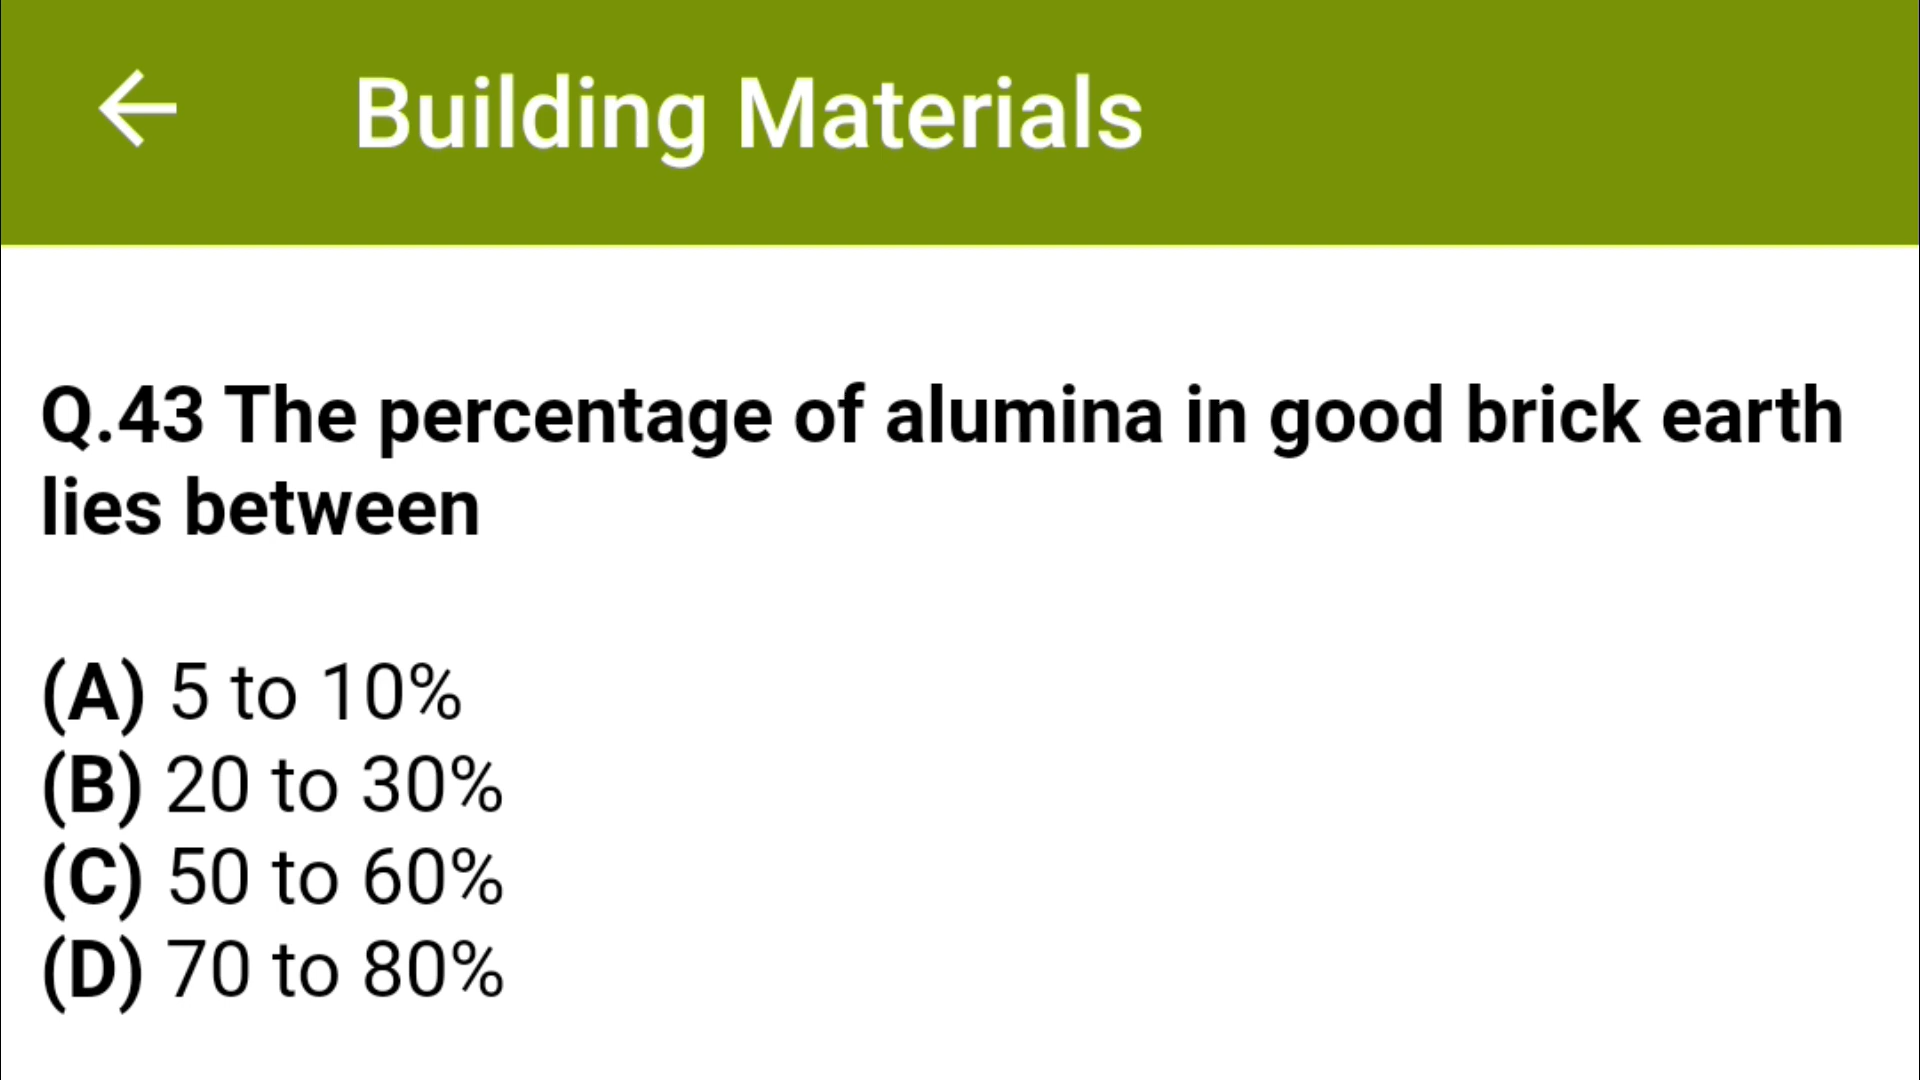 Building Materials
Q.43 The percentage of alumina in good brick earth
lies between
(A) 5 to 10%
(B) 20 to 30%
(C) 50 to 60%
(D) 70 to 80%